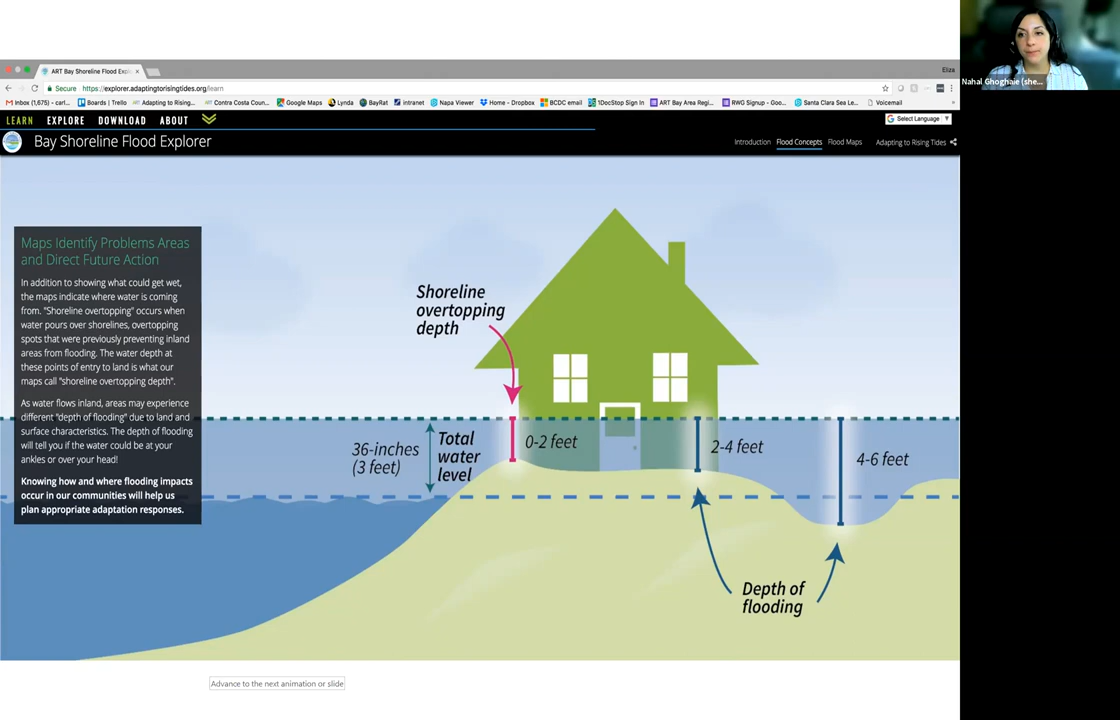 Nahal Ghoghaie (she...
Eliza
https://explorer.adaptingtorisingtides.org/learn
Secure
ART Bay Shoreline Flood Expl
Inbox (1,675) - carl...
Boards | Trello
Adapting to Rising...
Contra Costa Coun...
Google Maps
Lynda
BayRat
intranet
Napa Viewer
Home - Dropbox
BCDC email
1DocStop Sign In
ART Bay Area Regi...
RWG Signup - Goo...
Santa Clara Sea Le...
Voicemail
LEARN EXPLORE DOWNLOAD ABOUT
Select Language
Bay Shoreline Flood Explorer
Introduction Flood Concepts Flood Maps Adapting to Rising Tides
Maps Identify Problems Areas
and Direct Future Action
In addition to showing what could get wet,
the maps indicate where water is coming
from. "Shoreline overtopping" occurs when
water pours over shorelines, overtopping
spots that were previously preventing inland
areas from flooding. The water depth at
these points of entry to land is what our
maps call "shoreline overtopping depth".
As water flows inland, areas may experience
different "depth of flooding" due to land and
surface characteristics. The depth of flooding
will tell you if the water could be at your
ankles or over your head!
Knowing how and where flooding impacts
occur in our communities will help us
plan appropriate adaptation responses.
Shoreline
overtopping
depth
36-inches
(3 feet)
Total
water
level
0-2 feet
2-4 feet
4-6 feet
Depth of
flooding
Advance to the next animation or slide